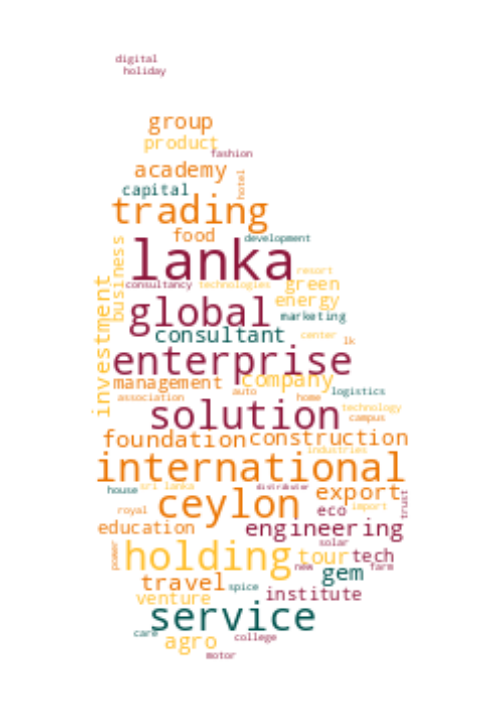 digital
holiday
group
product
fashion
academy
hotel
capital
trading
food
development
business
lanka
resort
consultancy
technologies
green
investment
energy
global
marketing
consultant
center
lk
enterprise
management
company
auto
logistics
association
home
solution
technology
campus
foundation
construction
industries
international
house
sri lanka
distributor
export
trust
ceylon
royal
eco
import
education
engineering
solar
power
holding
tour
tech
new
farm
gem
travel
spice
institute
venture
service
care
college
agro
motor